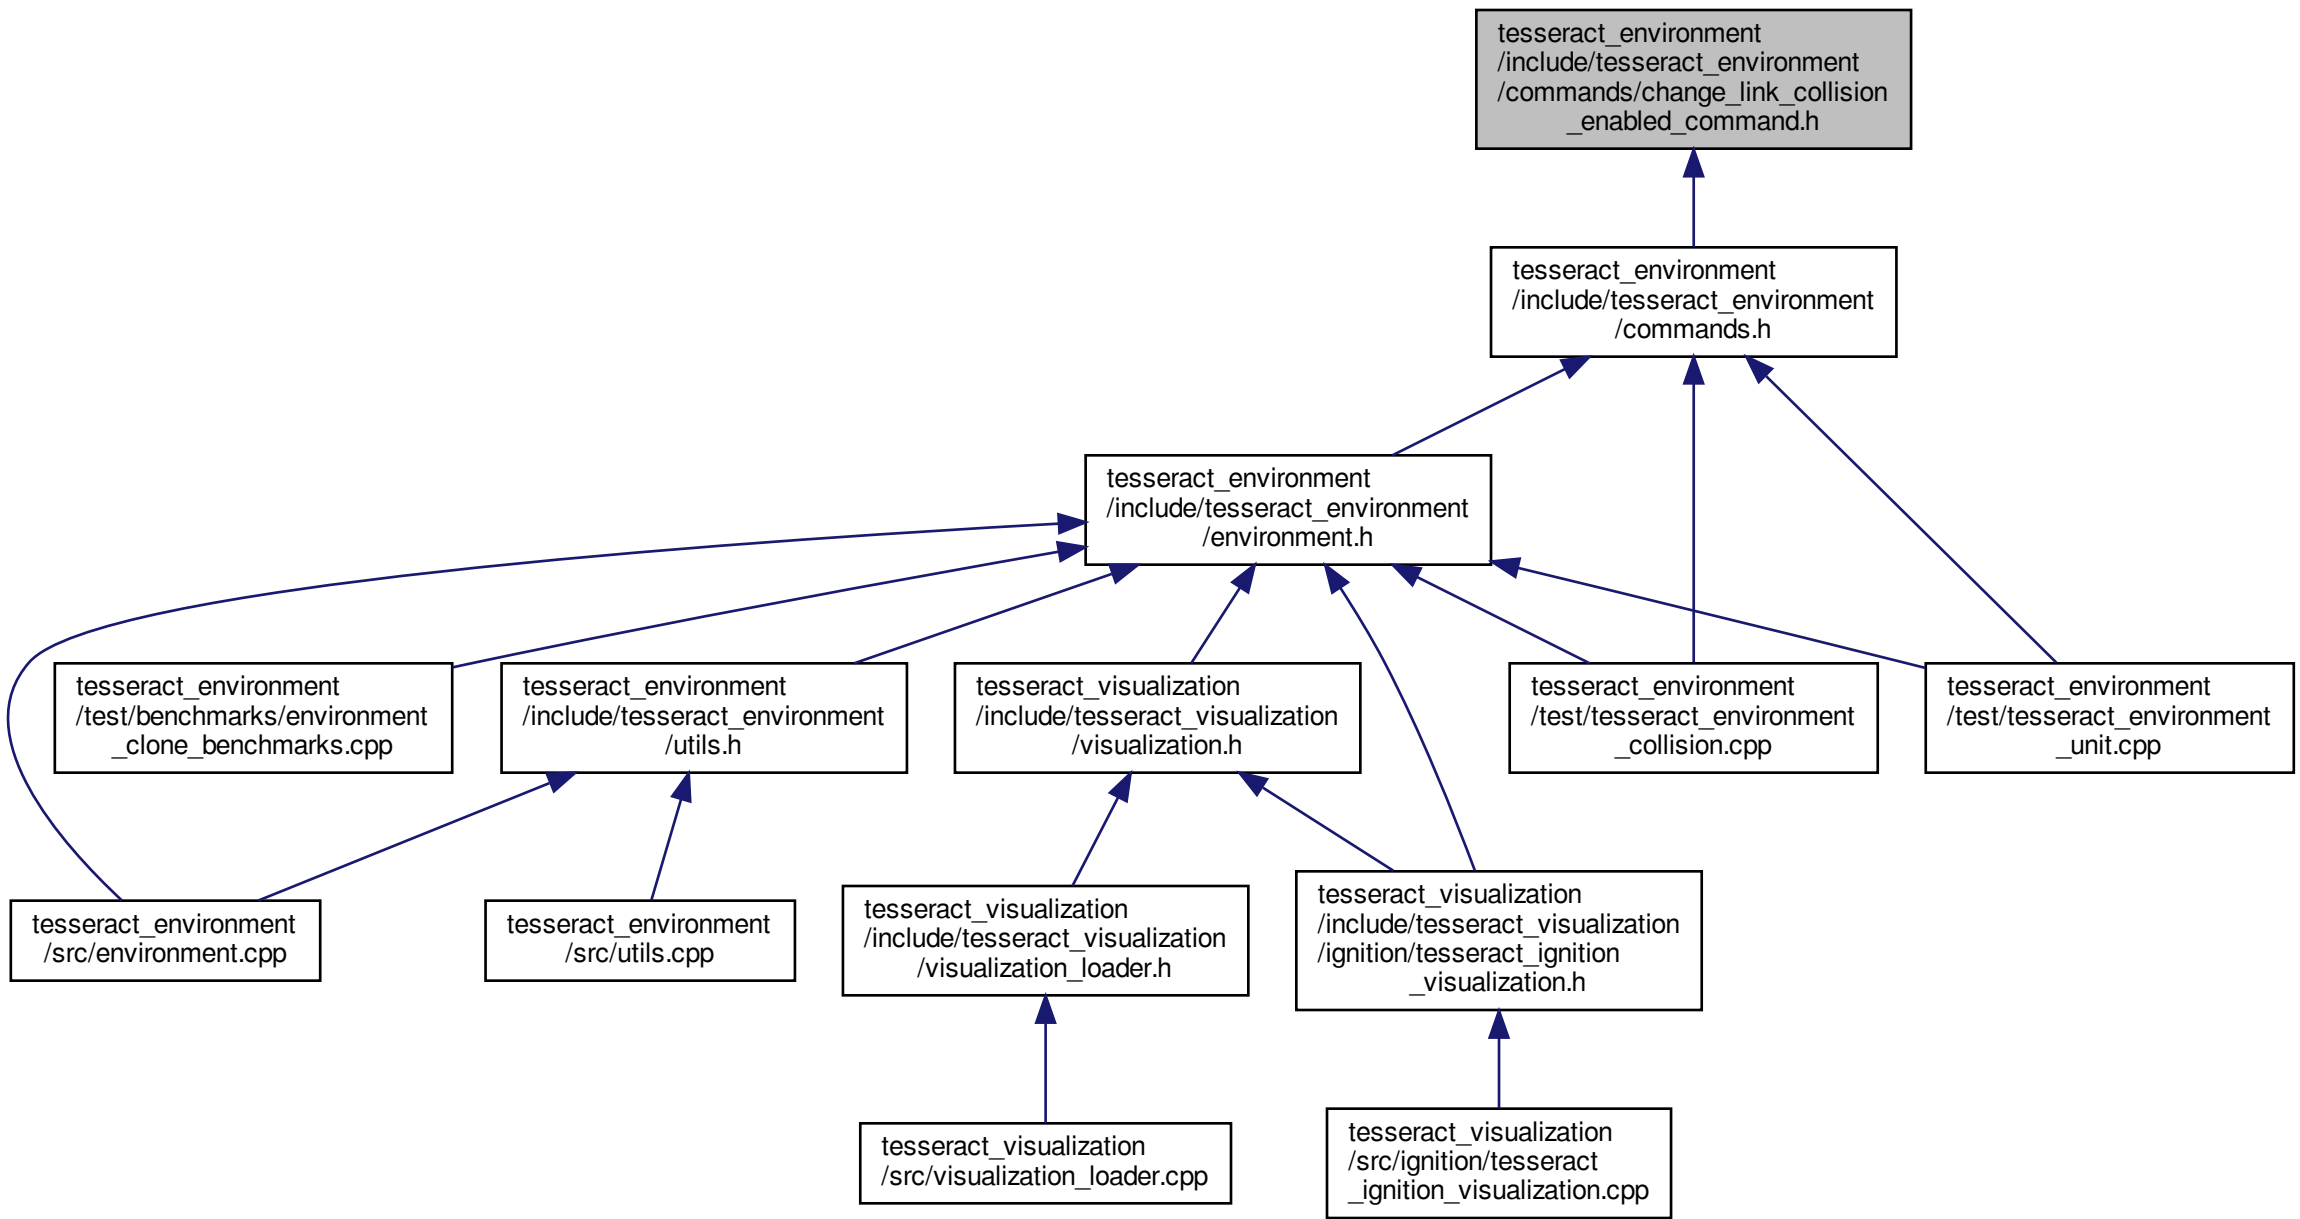 tesseract_environment
/include/tesseract_environment
/commands/change_link_collision
_enabled_command.h
tesseract_environment
/include/tesseract_environment
/commands.h
tesseract_environment
/include/tesseract_environment
/environment.h
tesseract_environment
/test/benchmarks/environment
_clone_benchmarks.cpp
tesseract_environment
/include/tesseract_environment
/utils.h
tesseract_visualization
/include/tesseract_visualization
/visualization.h
tesseract_environment
/test/tesseract_environment
_collision.cpp
tesseract_environment
/test/tesseract_environment
_unit.cpp
tesseract_environment
/src/environment.cpp
tesseract_environment
/src/utils.cpp
tesseract_visualization
/include/tesseract_visualization
/visualization_loader.h
tesseract_visualization
/include/tesseract_visualization
/ignition/tesseract_ignition
_visualization.h
tesseract_visualization
/src/visualization_loader.cpp
tesseract_visualization
/src/ignition/tesseract
_ignition_visualization.cpp